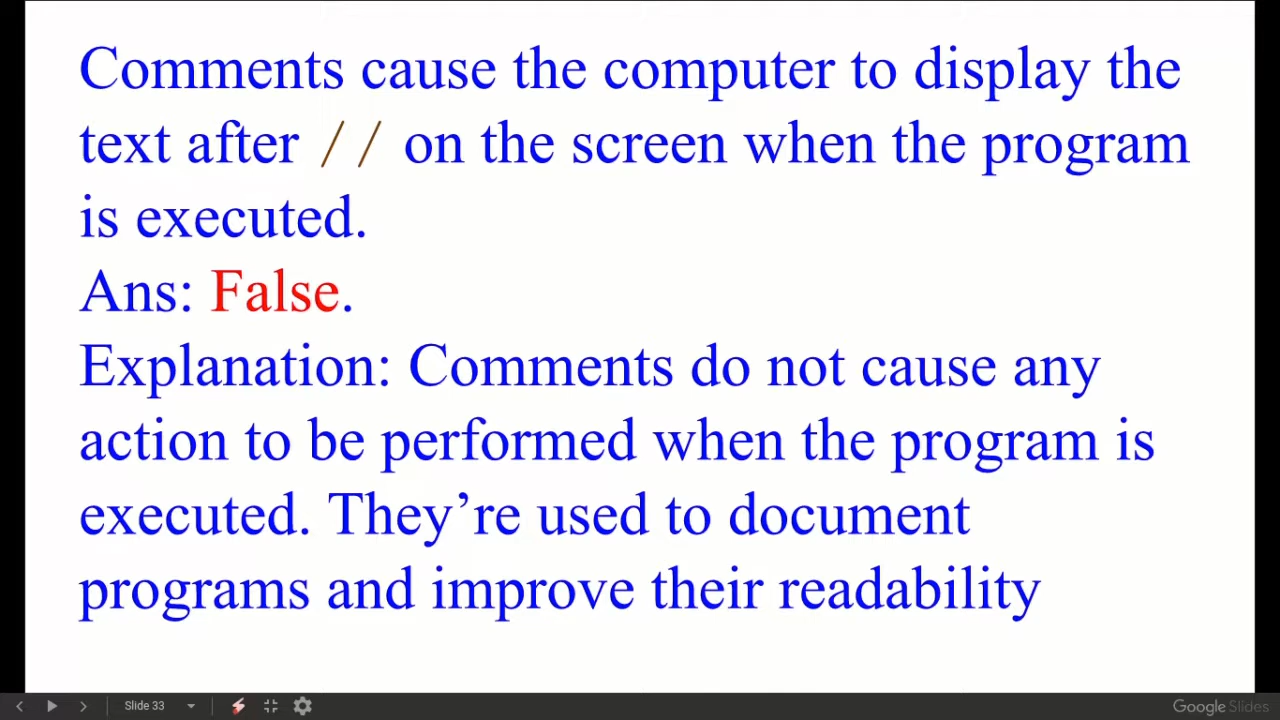 Comments cause the computer to display the
text after // on the screen when the program
is executed.
Ans: False.
Explanation: Comments do not cause any
action to be performed when the program is
executed. They’re used to document
programs and improve their readability
Slide 33
Google Slides